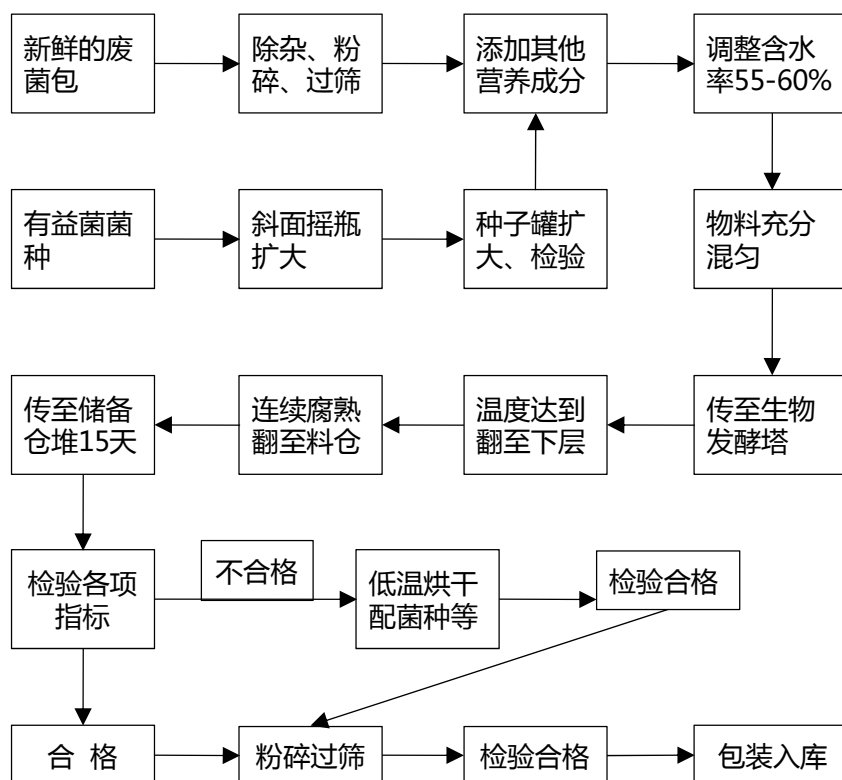 新鲜的废
菌包
除杂、粉
碎、过筛
添加其他
营养成分
调整含水
率55-60%
有益菌菌
种
斜面摇瓶
扩大
种子罐扩
大、检验
物料充分
混匀
传至储备
仓堆15天
连续腐熟
翻至料仓
温度达到
翻至下层
传至生物
发酵塔
检验各项
指标
不合格
低温烘干
配菌种等
检验合格
合 格
粉碎过筛
检验合格
包装入库